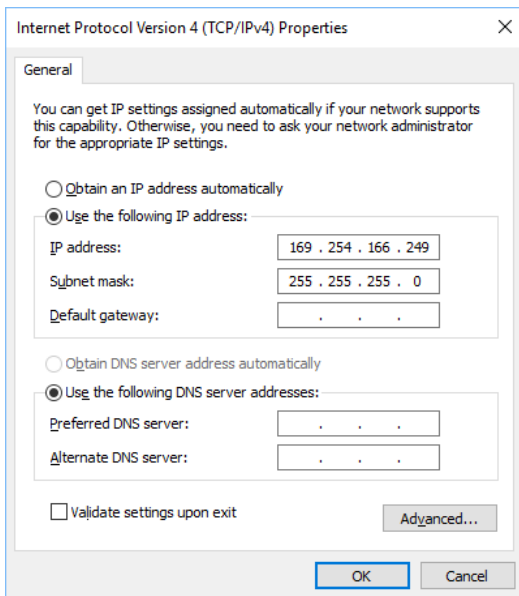 Internet Protocol Version 4 (TCP/IPv4) Properties
General
You can get IP settings assigned automatically if your network supports
this capability. Otherwise, you need to ask your network administrator
for the appropriate IP settings.
Obtain an IP address automatically
Use the following IP address:
IP address: 169 . 254 . 166 . 249
Subnet mask: 255 . 255 . 255 . 0
Default gateway: . . .
Obtain DNS server address automatically
Use the following DNS server addresses:
Preferred DNS server: . . .
Alternate DNS server: . . .
Validate settings upon exit
Advanced...
OK Cancel